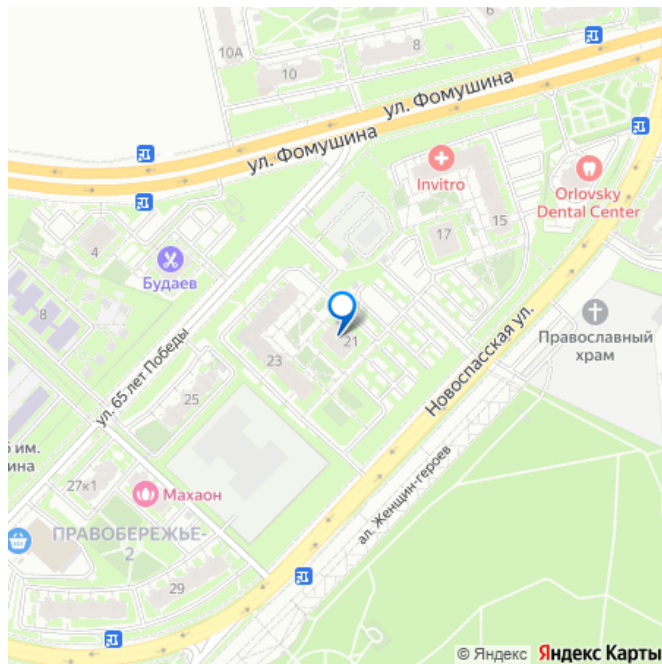 10А
10
8
ул. Фомушина
ул. Фомушина
Invitro
15
17
Orlovsky
Dental Center
4
Будаев
8
ул. 65 лет Победы
21
23
25
Новоспасская ул.
Православный
храм
ал. Женщин-героев
им.
27к1
Махаон
ПРАВОБЕРЕЖЬЕ-
2
29
© Яндекс Яндекс Карты